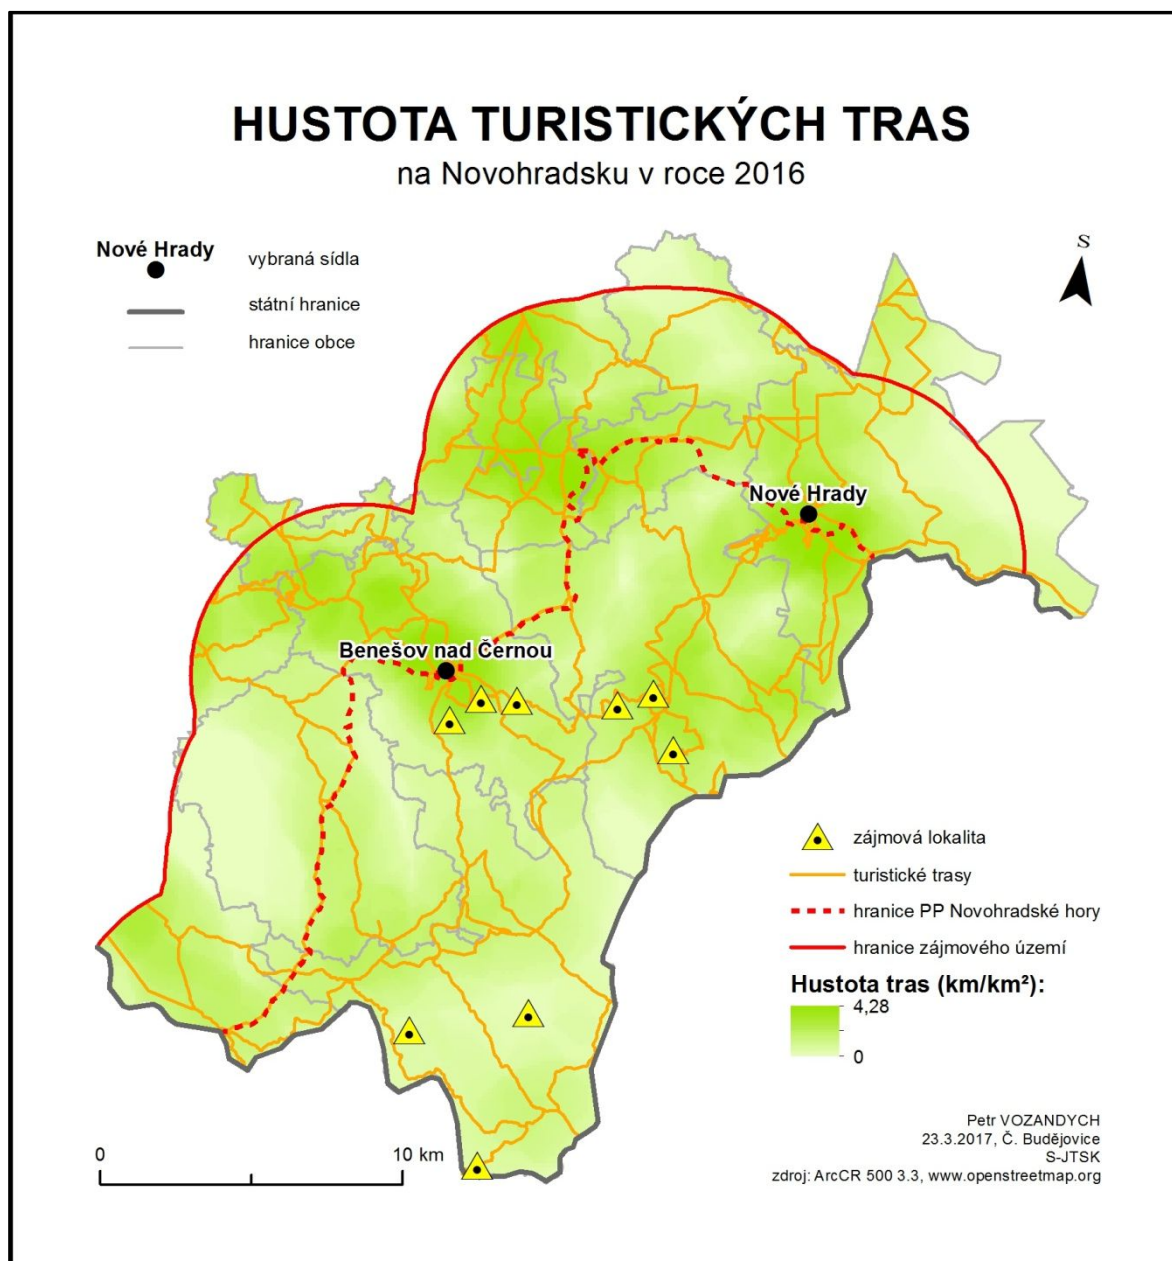 HUSTOTA TURISTICKÝCH TRAS
na Novohradsku v roce 2016
Nové Hrady
vybraná sídla
státní hranice
hranice obce
S
Nové Hrady
Benešov nad Černou
zájmová lokalita
turistické trasy
hranice PP Novohradské hory
hranice zájmového území
Hustota tras (km/km²):
4,28
0
0
10 km
Petr VOZANDYCH
23.3.2017, Č. Budějovice
S-JTSK
zdroj: ArcCR 500 3.3, www.openstreetmap.org